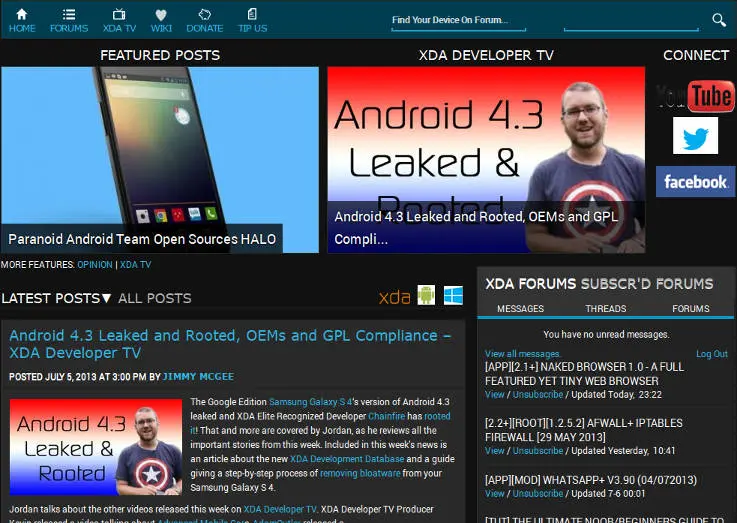 HOME
FORUMS
XDA TV
WIKI
DONATE
TIP US
Find Your Device On Forum...
FEATURED POSTS
XDA DEVELOPER TV
CONNECT
Android 4.3
Leaked &
Rooted
YouTube
facebook
Paranoid Android Team Open Sources HALO
Android 4.3 Leaked and Rooted, OEMs and GPL
Compli...
MORE FEATURES: OPINION | XDA TV
LATEST POSTS▼ ALL POSTS
xda
Android 4.3 Leaked and Rooted, OEMs and GPL Compliance –
XDA Developer TV
POSTED JULY 5, 2013 AT 3:00 PM BY JIMMY MCGEE
Android 4.3
Leaked &
Rooted
The Google Edition Samsung Galaxy S 4's version of Android 4.3
leaked and XDA Elite Recognized Developer Chainfire has rooted
it! That and more are covered by Jordan, as he reviews all the
important stories from this week. Included in this week's news is
an article about the new XDA Development Database and a guide
giving a step-by-step process of removing bloatware from your
Samsung Galaxy S 4.
Jordan talks about the other videos released this week on XDA Developer TV. XDA Developer TV Producer
Kevin released a video talking about Advanced Mobile Care, AdamOutler released a
XDA FORUMS SUBSCR'D FORUMS
MESSAGES
THREADS
FORUMS
You have no unread messages.
View all messages.
Log Out
[APP][2.1+] NAKED BROWSER 1.0 - A FULL
FEATURED YET TINY WEB BROWSER
View / Unsubscribe / Updated Today, 23:22
[2.2+][ROOT][1.2.5.2] AFWALL+ IPTABLES
FIREWALL [29 MAY 2013]
View / Unsubscribe / Updated Yesterday, 10:41
[APP][MOD] WHATSAPP+ V3.90 (04/072013)
View / Unsubscribe / Updated 7-6 00:01
[TUT] THE ULTIMATE NOOB/BEGINNERS GUIDE TO